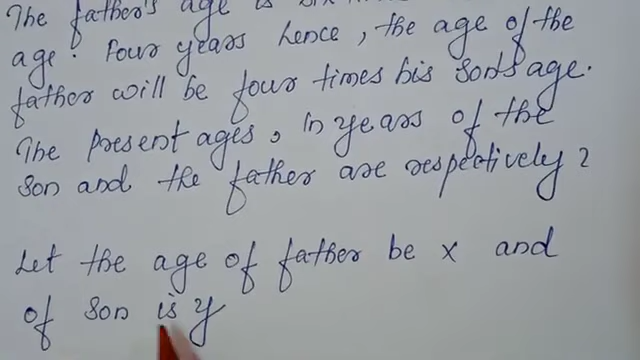 The father's age is six
age. Four years hence, the age of the
father will be four times his sons age.
The present ages, in years of the
son and the father are respectively?
Let the age of father be x and
of son is y